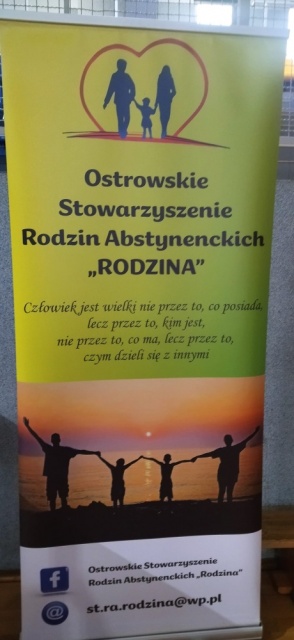 Ostrowskie
Stowarzyszenie
Rodzin Abstynenckich
„RODZINA”
Człowiek jest wielki nie przez to, co posiada,
lecz przez to, kim jest,
nie przez to, co ma, lecz przez to,
czym dzieli się z innymi
f
Ostrowskie Stowarzyszenie
Rodzin Abstynenckich „Rodzina”
@ st.ra.rodzina@wp.pl